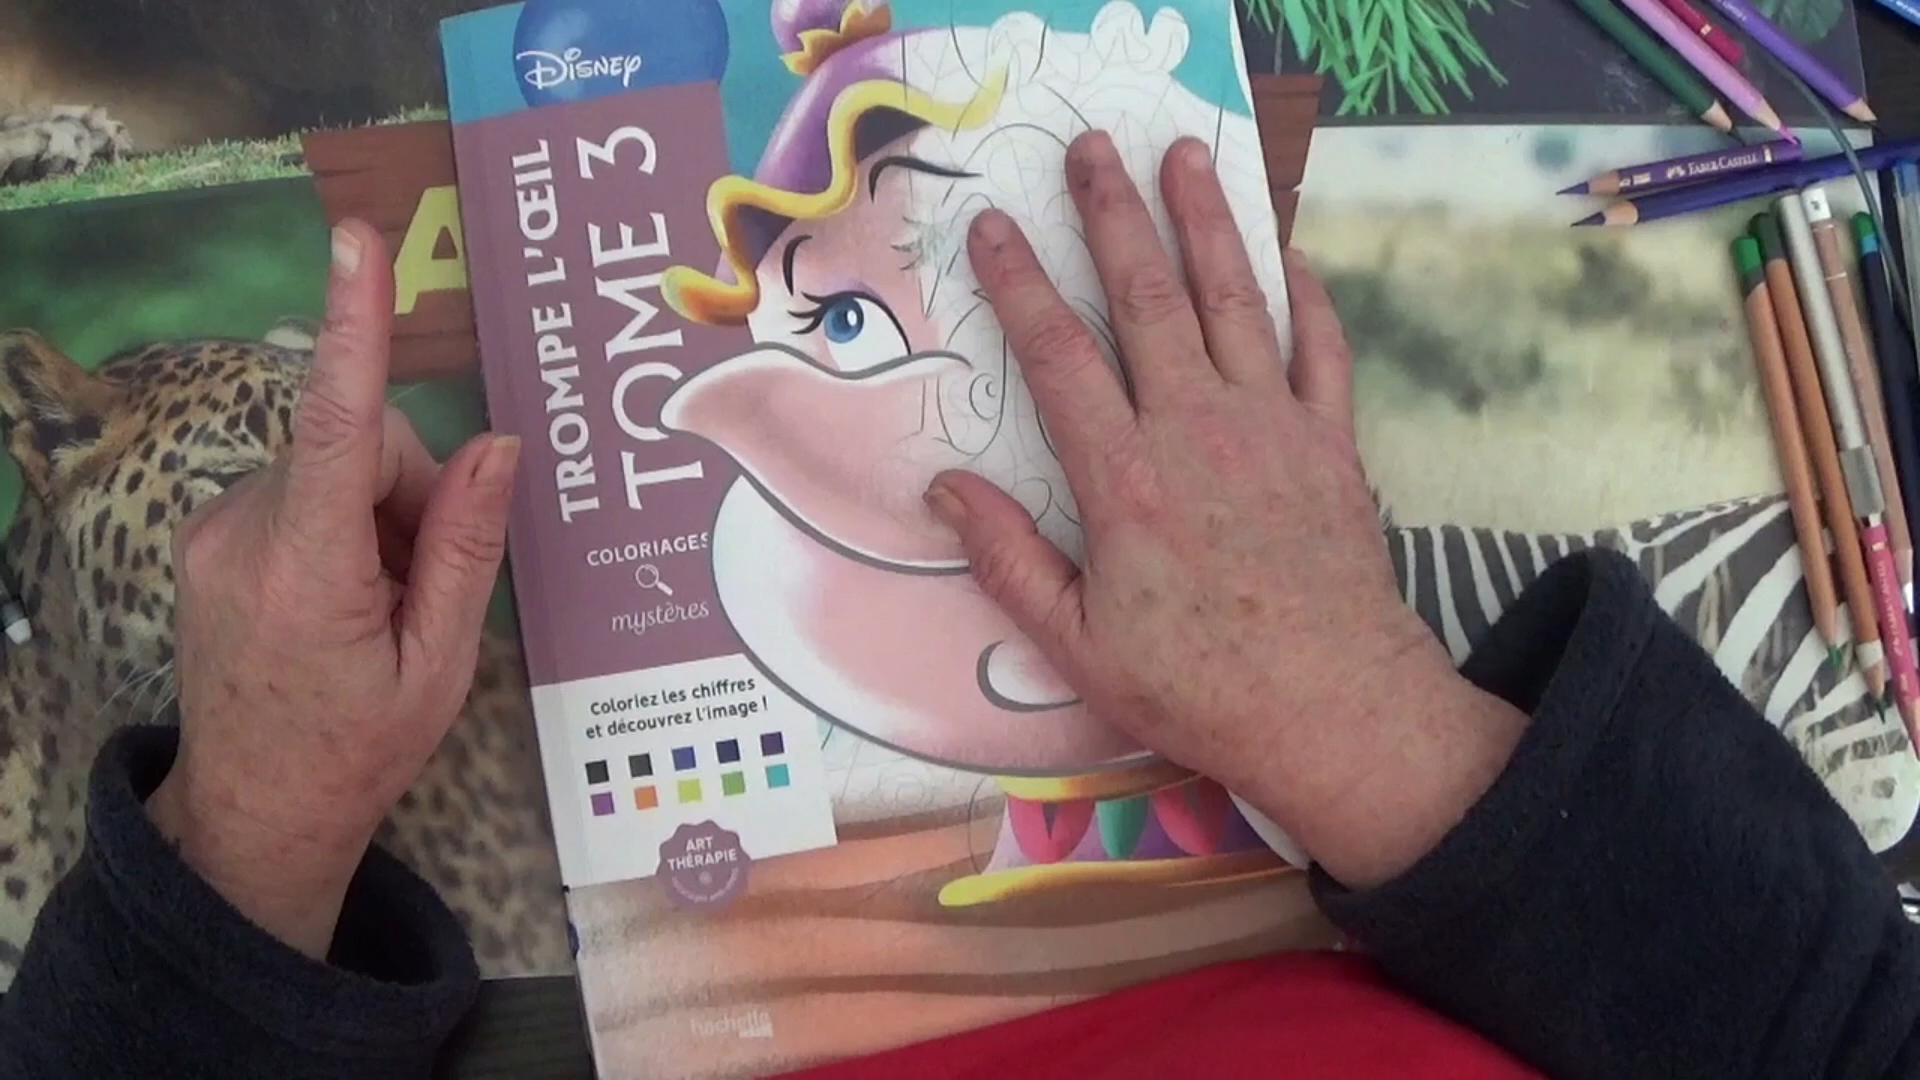 DISNEY
TROMPE L'ŒIL
TOME 3
COLORIAGES
mystères
Coloriez les chiffres
et découvrez l'image !
ART
THÉRAPIE
hachette
A
FABER-CASTELL